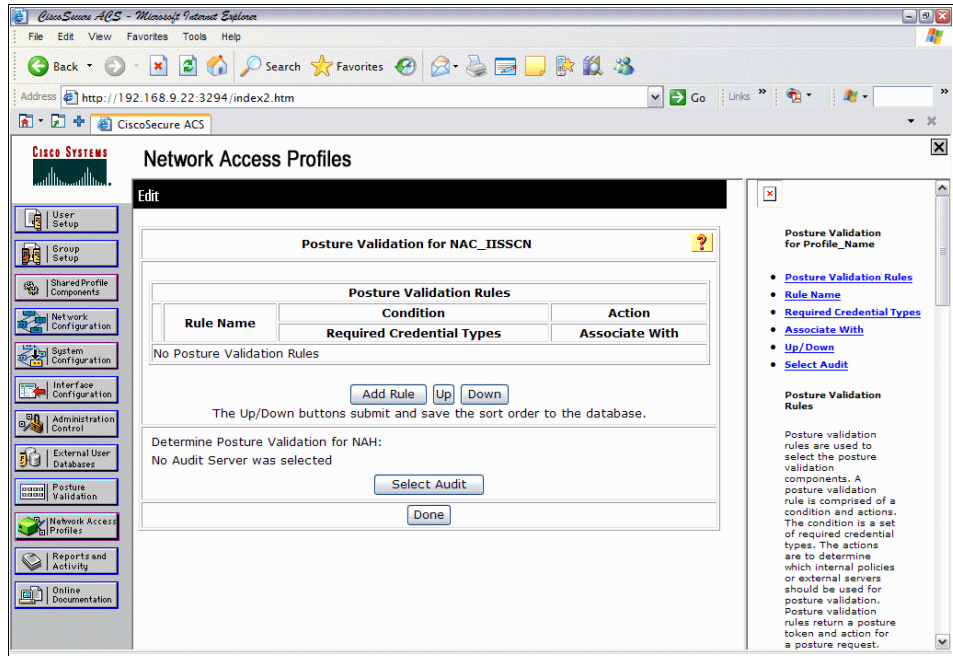 CiscoSecure ACS - Microsoft Internet Explorer
File Edit View Favorites Tools Help
Back Search Favorites
Address http://192.168.9.22:3294/index2.htm Go Links »
CiscoSecure ACS
CISCO SYSTEMS
Network Access Profiles
Edit
User Setup
Group Setup
Shared Profile Components
Network Configuration
System Configuration
Interface Configuration
Administration Control
External User Databases
Posture Validation
Network Access Profiles
Reports and Activity
Online Documentation
Posture Validation for NAC_IISSCN
?
Posture Validation Rules
Rule Name
Condition
Action
Required Credential Types
Associate With
No Posture Validation Rules
Add Rule Up Down
The Up/Down buttons submit and save the sort order to the database.
Determine Posture Validation for NAH:
No Audit Server was selected
Select Audit
Done
Posture Validation
for Profile_Name
Posture Validation Rules
Rule Name
Required Credential Types
Associate With
Up/Down
Select Audit
Posture Validation
Rules
Posture validation
rules are used to
select the posture
validation
components. A
posture validation
rule is comprised of a
condition and actions.
The condition is a set
of required credential
types. The actions
are to determine
which internal policies
or external servers
should be used for
posture validation.
Posture validation
rules return a posture
token and action for
a posture request.